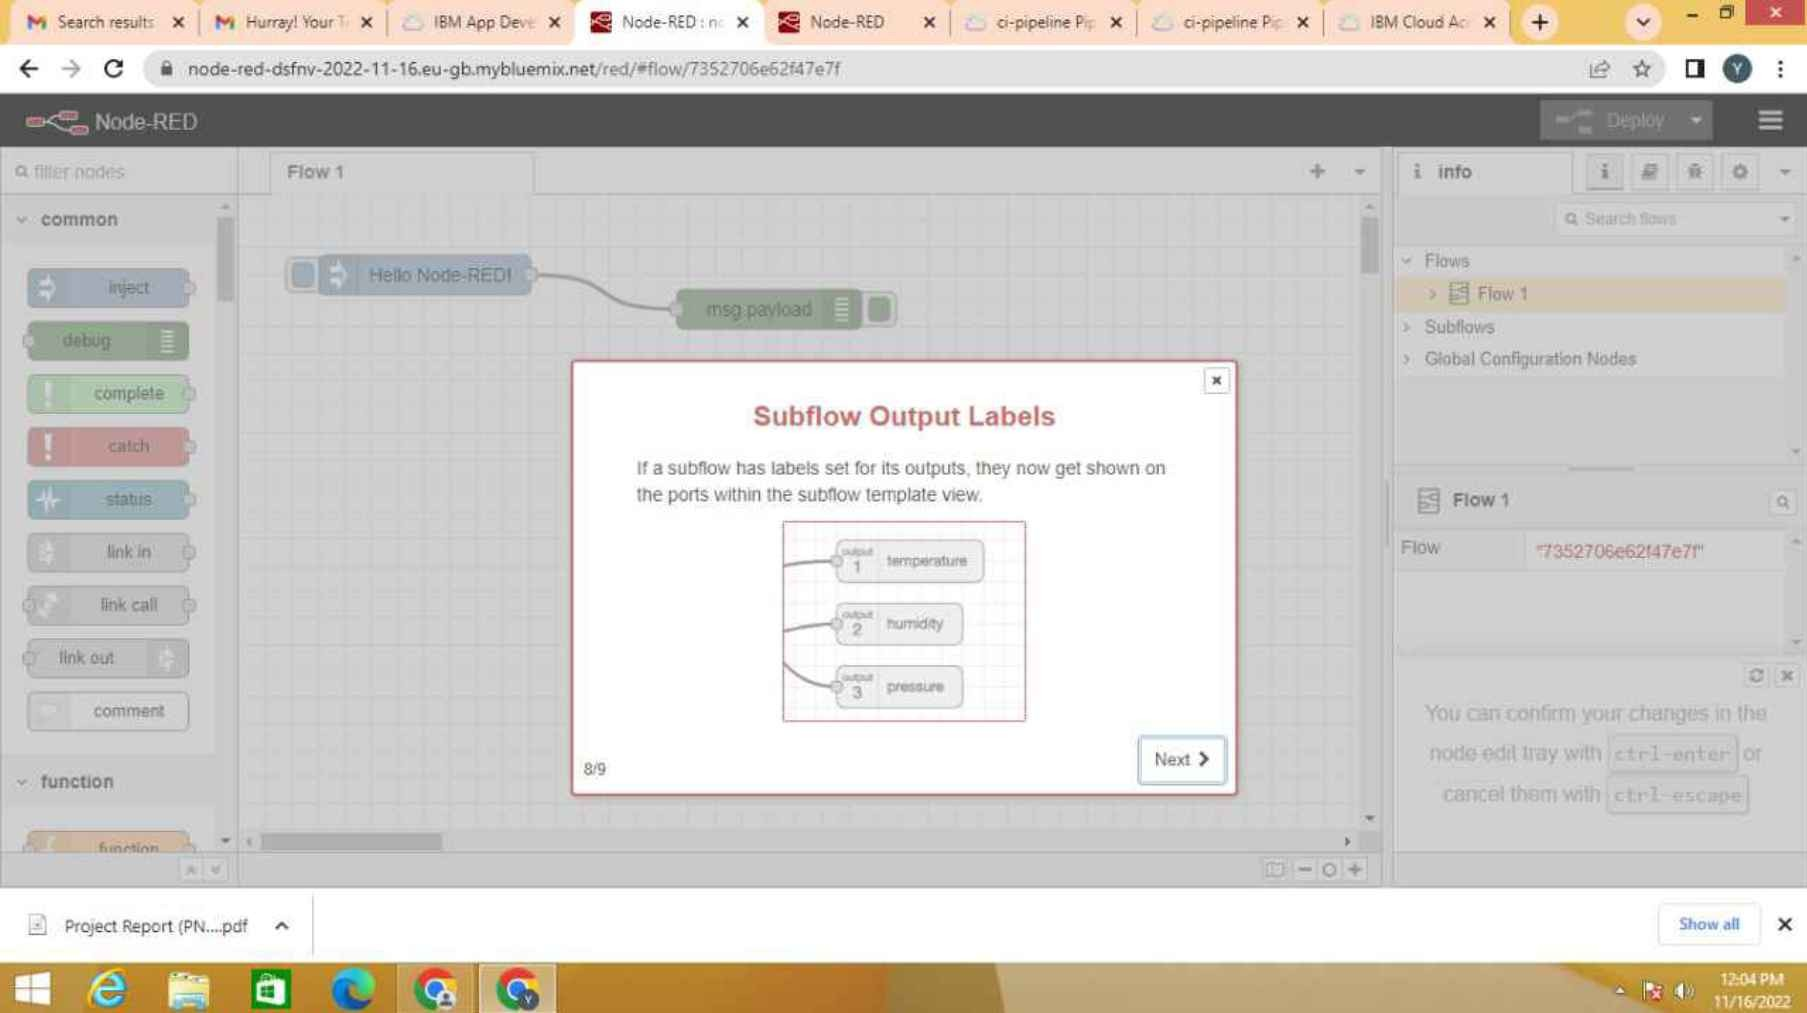 Search results
Hurray! Your T
IBM App Deve
Node-RED : no
Node-RED
ci-pipeline Pip
ci-pipeline Pip
IBM Cloud Ac
node-red-dsfnv-2022-11-16.eu-gb.mybluemix.net/red/#flow/7352706e62f47e7f
Y
Node-RED
Deploy
filter nodes
Flow 1
i info
Search flows
common
inject
debug
complete
catch
status
link in
link call
link out
comment
function
function
Hello Node-RED!
msg.payload
Subflow Output Labels
If a subflow has labels set for its outputs, they now get shown on
the ports within the subflow template view.
output
1
temperature
output
2
humidity
output
3
pressure
8/9
Next
Flows
Flow 1
Subflows
Global Configuration Nodes
Flow 1
Flow
"7352706e62f47e7f"
You can confirm your changes in the
node edit tray with ctrl-enter or
cancel them with ctrl-escape
Project Report (PN....pdf
Show all
12:04 PM
11/16/2022